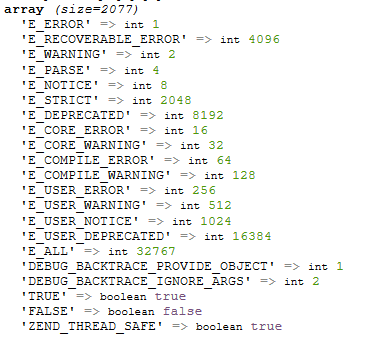 array (size=2077)
'E_ERROR' => int 1
'E_RECOVERABLE_ERROR' => int 4096
'E_WARNING' => int 2
'E_PARSE' => int 4
'E_NOTICE' => int 8
'E_STRICT' => int 2048
'E_DEPRECATED' => int 8192
'E_CORE_ERROR' => int 16
'E_CORE_WARNING' => int 32
'E_COMPILE_ERROR' => int 64
'E_COMPILE_WARNING' => int 128
'E_USER_ERROR' => int 256
'E_USER_WARNING' => int 512
'E_USER_NOTICE' => int 1024
'E_USER_DEPRECATED' => int 16384
'E_ALL' => int 32767
'DEBUG_BACKTRACE_PROVIDE_OBJECT' => int 1
'DEBUG_BACKTRACE_IGNORE_ARGS' => int 2
'TRUE' => boolean true
'FALSE' => boolean false
'ZEND_THREAD_SAFE' => boolean true